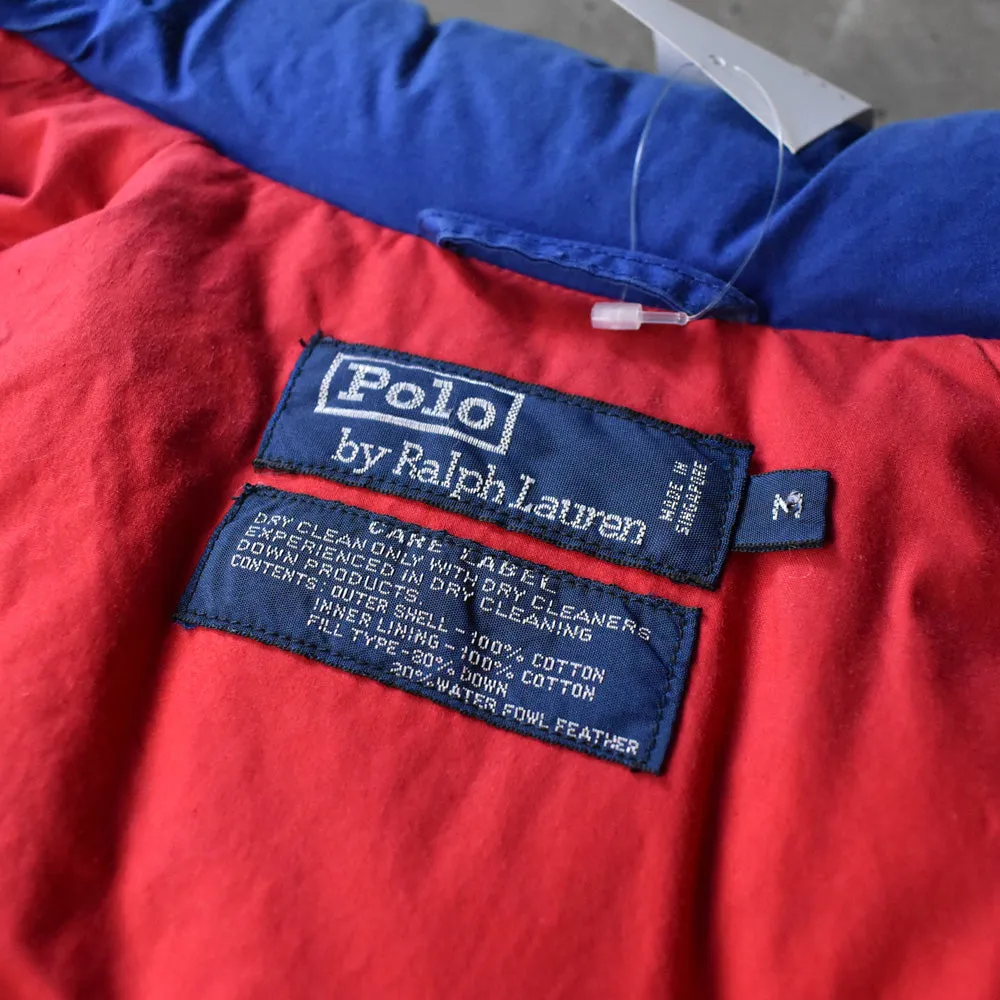 Polo
by Ralph Lauren
MADE IN
SINGAPORE
M
CARE LABEL
DRY CLEAN ONLY WITH DRY CLEANERS
EXPERIENCED IN DRY CLEANING
DOWN PRODUCTS
CONTENTS: OUTER SHELL - 100% COTTON
INNER LINING - 100% COTTON
FILL TYPE - 80% DOWN
20% WATER FOWL FEATHER